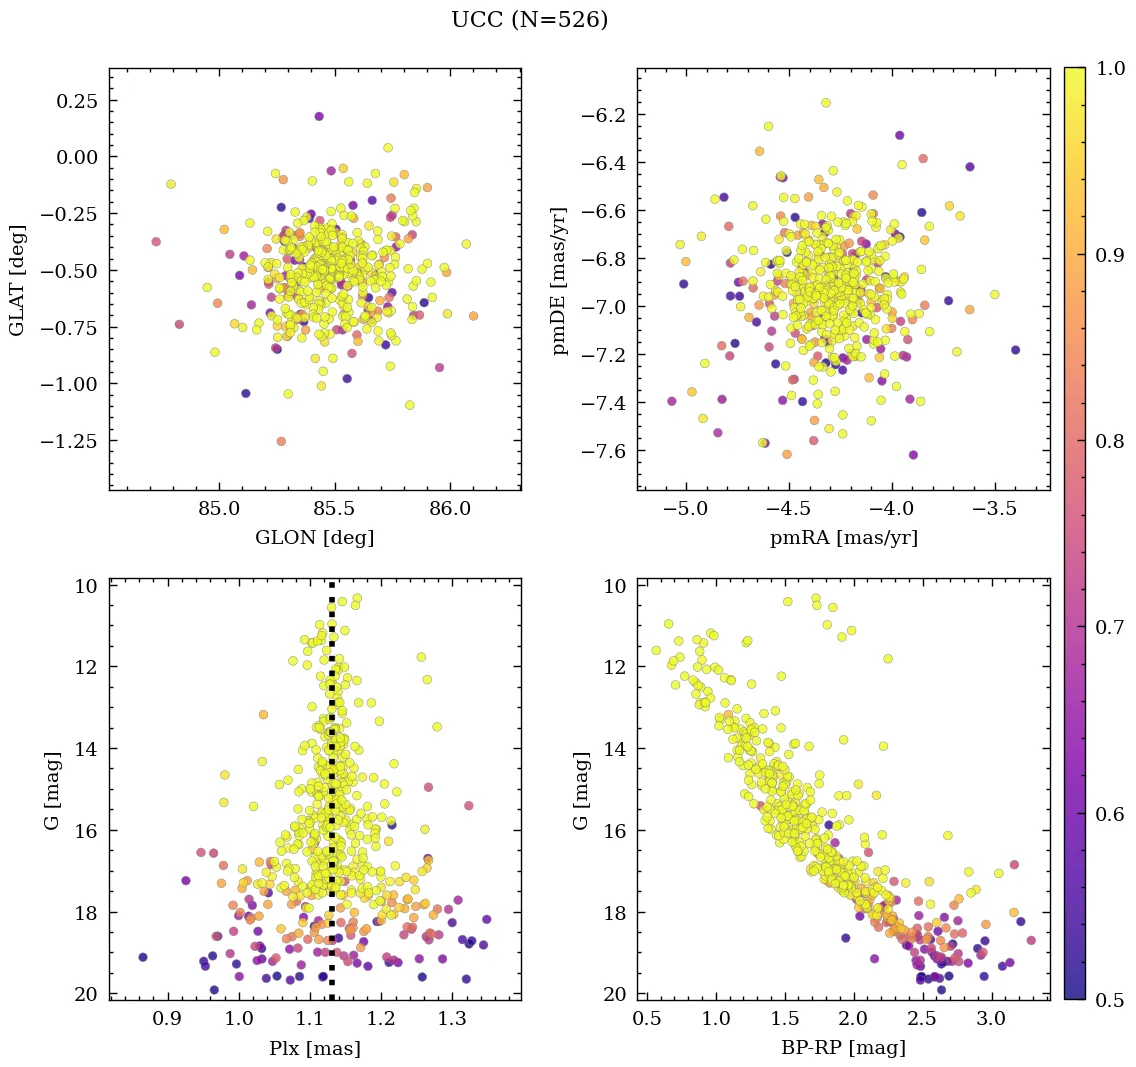 UCC (N=526)
0.25
0.00
−0.25
−0.50
−0.75
−1.00
−1.25
GLAT [deg]
85.0 85.5 86.0
GLON [deg]
−6.2
−6.4
−6.6
−6.8
−7.0
−7.2
−7.4
−7.6
pmDE [mas/yr]
−5.0 −4.5 −4.0 −3.5
pmRA [mas/yr]
10
12
14
16
18
20
G [mag]
0.9 1.0 1.1 1.2 1.3
Plx [mas]
10
12
14
16
18
20
G [mag]
0.5 1.0 1.5 2.0 2.5 3.0
BP-RP [mag]
1.0
0.9
0.8
0.7
0.6
0.5